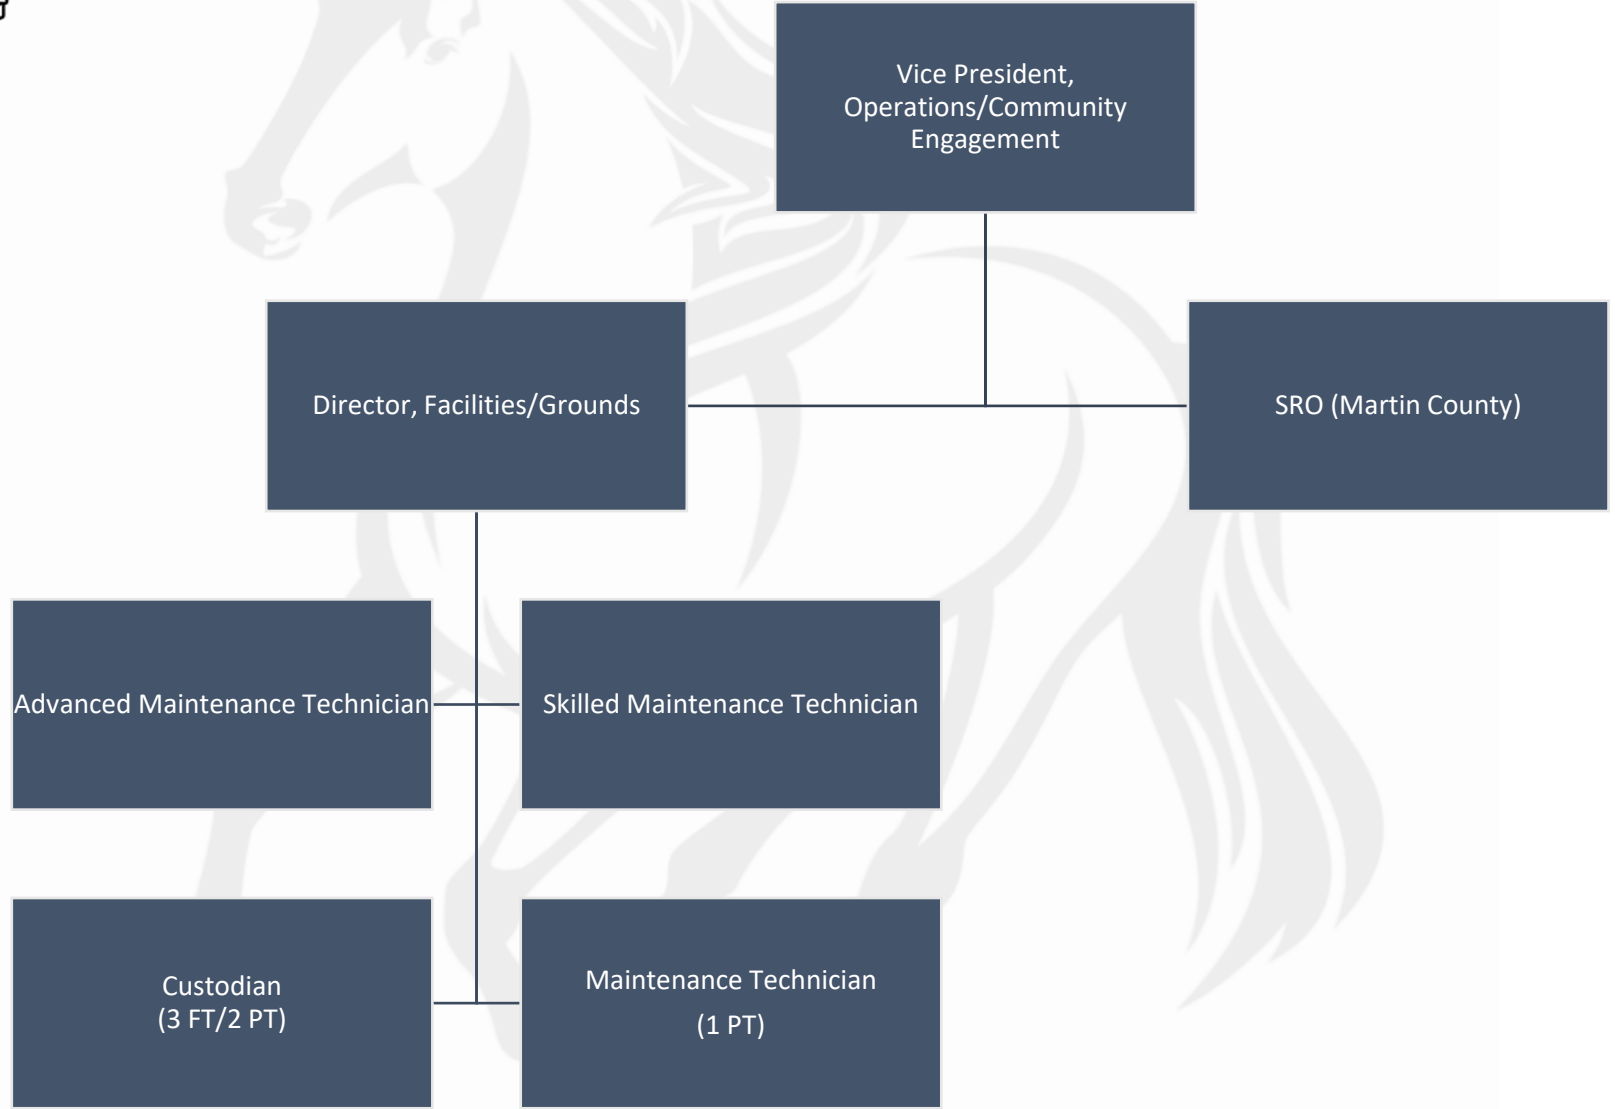 Vice President,
Operations/Community
Engagement
Director, Facilities/Grounds
SRO (Martin County)
Advanced Maintenance Technician
Skilled Maintenance Technician
Custodian
(3 FT/2 PT)
Maintenance Technician
(1 PT)